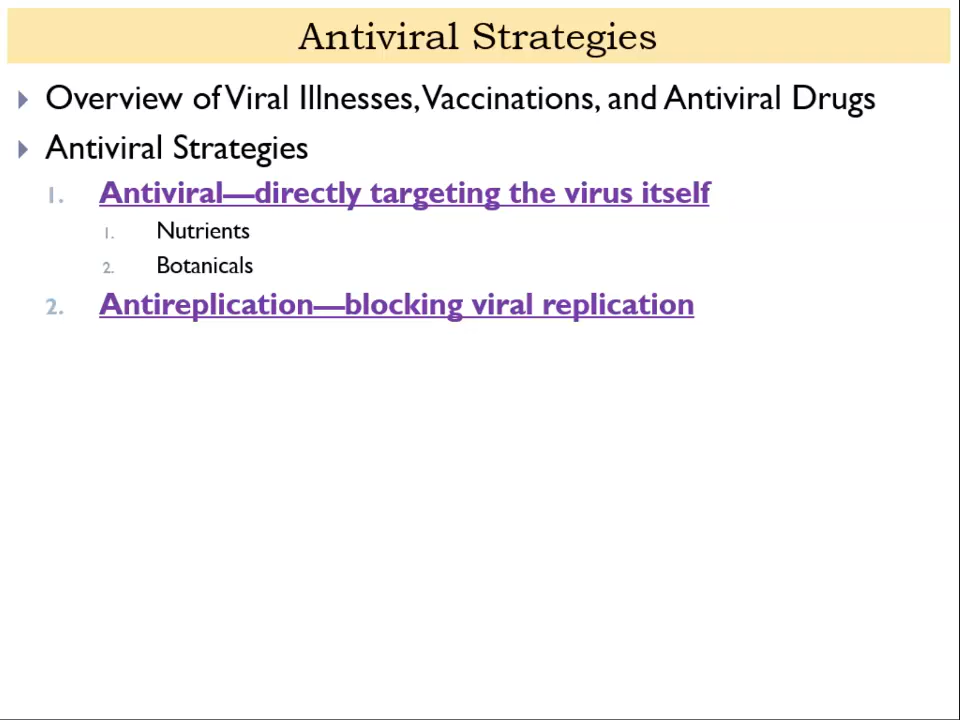 Antiviral Strategies
Overview of Viral Illnesses, Vaccinations, and Antiviral Drugs
Antiviral Strategies
1. Antiviral—directly targeting the virus itself
1. Nutrients
2. Botanicals
2. Antireplication—blocking viral replication